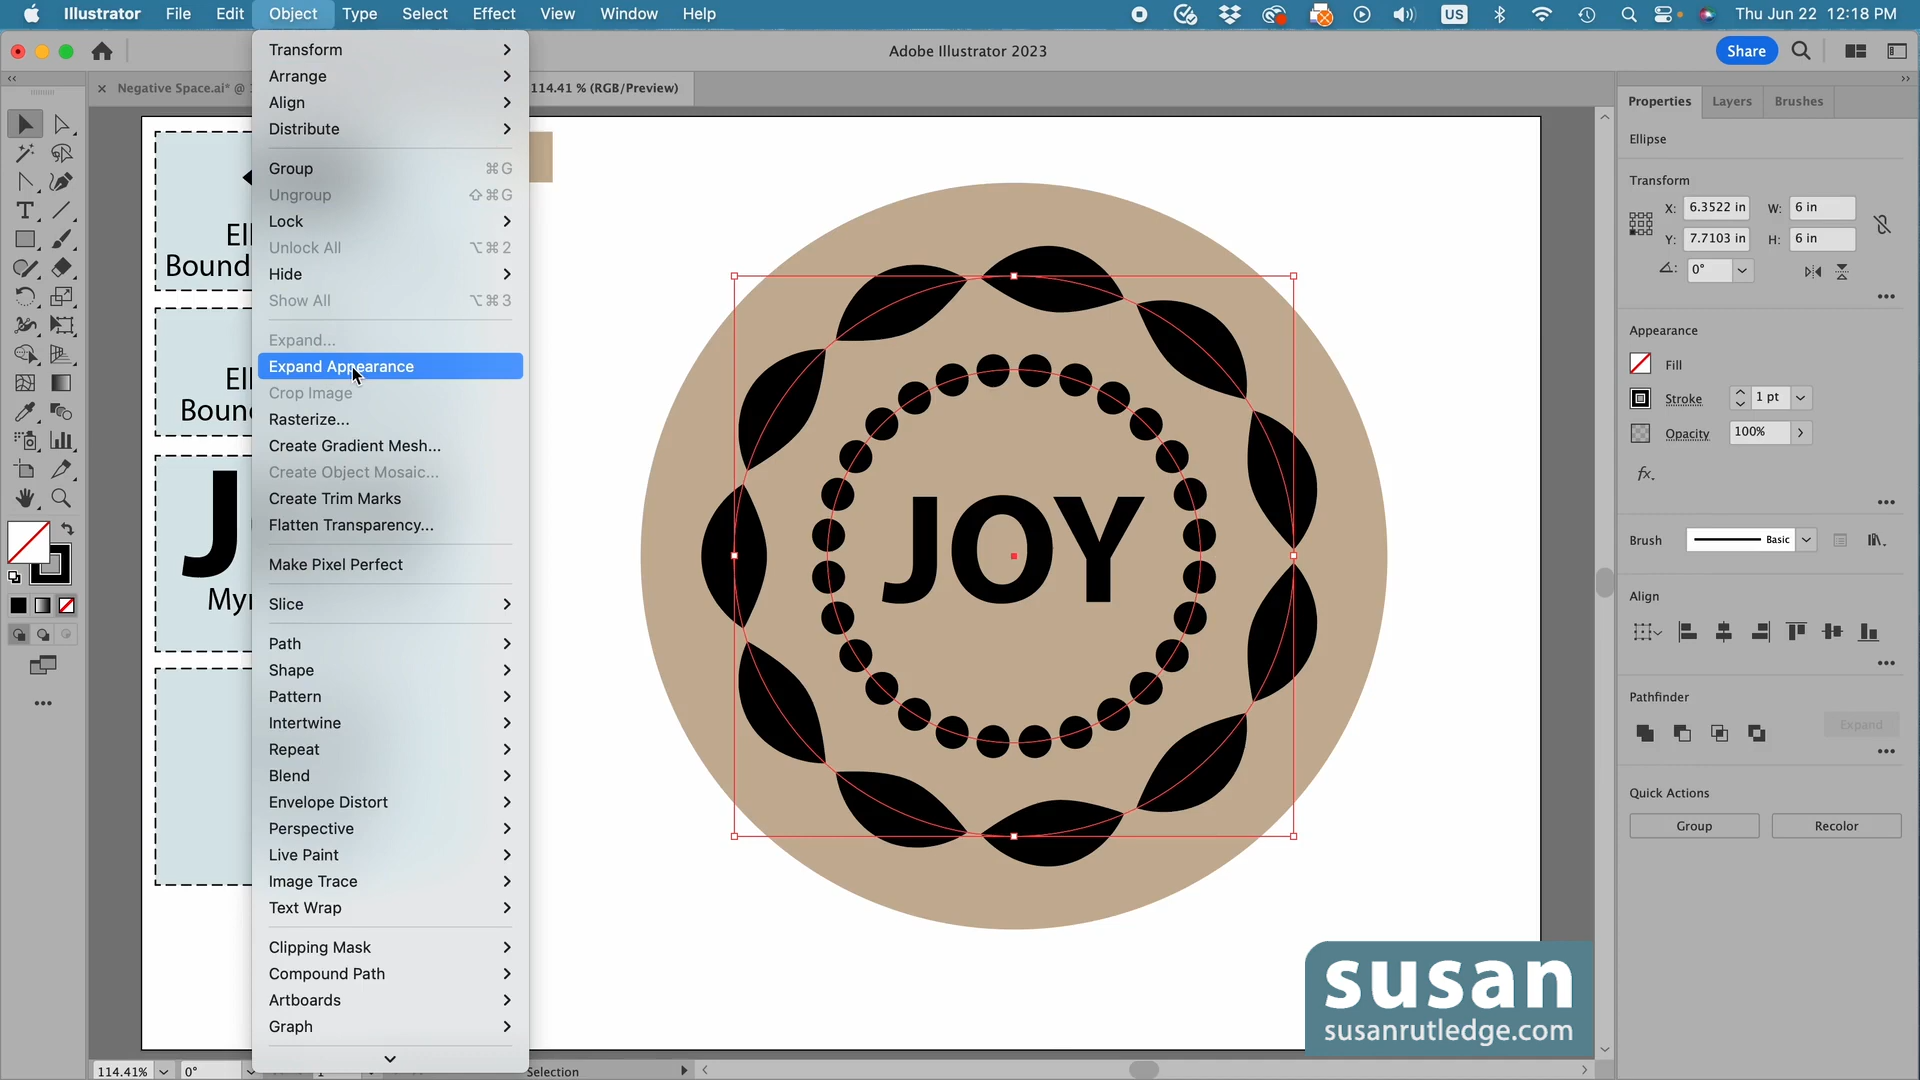 Illustrator File Edit Object Type Select Effect View Window Help
US
Thu Jun 22 12:18 PM
Adobe Illustrator 2023
Share
Negative Space.ai* @
114.41 % (RGB/Preview)
Transform
Arrange
Align
Distribute
Group ⌘G
Ungroup ⇧⌘G
Lock
Unlock All ⌥⌘2
Hide
Show All ⌥⌘3
Expand...
Expand Appearance
Crop Image
Rasterize...
Create Gradient Mesh...
Create Object Mosaic...
Create Trim Marks
Flatten Transparency...
Make Pixel Perfect
Slice
Path
Shape
Pattern
Intertwine
Repeat
Blend
Envelope Distort
Perspective
Live Paint
Image Trace
Text Wrap
Clipping Mask
Compound Path
Artboards
Graph
Ell
Bound
Ell
Boun
J
Myr
JOY
Properties Layers Brushes
Ellipse
Transform
X: 6.3522 in W: 6 in
Y: 7.7103 in H: 6 in
0°
Appearance
Fill
Stroke 1 pt
Opacity 100%
fx.
Brush Basic
Align
Pathfinder
Expand
Quick Actions
Group Recolor
susan
susanrutledge.com
114.41% 0° 1 Selection